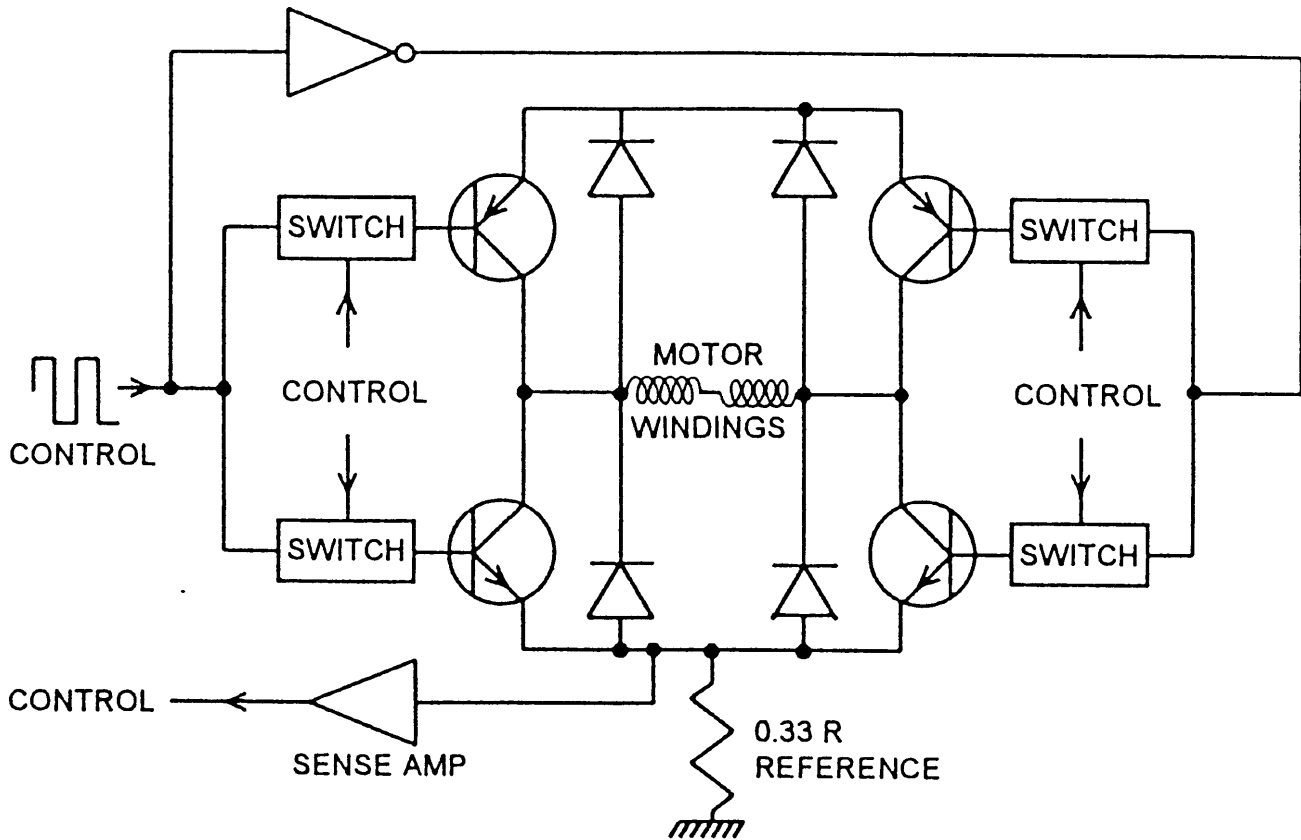 SWITCH
SWITCH
MOTOR
WINDINGS
CONTROL
CONTROL
CONTROL
SWITCH
SWITCH
CONTROL
SENSE AMP
0.33 R
REFERENCE